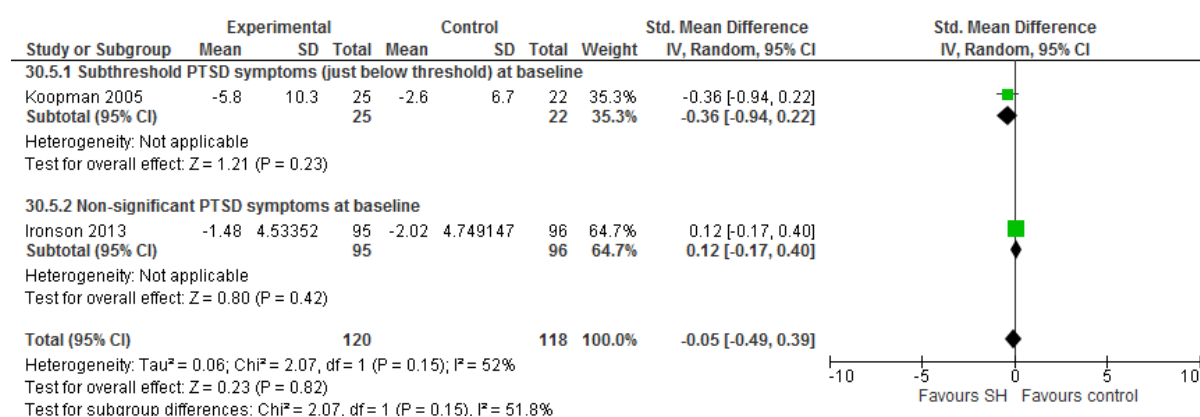 Experimental Control Std. Mean Difference Std. Mean Difference
Study or Subgroup Mean SD Total Mean SD Total Weight IV, Random, 95% CI IV, Random, 95% CI
30.5.1 Subthreshold PTSD symptoms (just below threshold) at baseline
Koopman 2005 -5.8 10.3 25 -2.6 6.7 22 35.3% -0.36 [-0.94, 0.22]
Subtotal (95% CI) 25 22 35.3% -0.36 [-0.94, 0.22]
Heterogeneity: Not applicable
Test for overall effect: Z = 1.21 (P = 0.23)
30.5.2 Non-significant PTSD symptoms at baseline
Ironson 2013 -1.48 4.53352 95 -2.02 4.749147 96 64.7% 0.12 [-0.17, 0.40]
Subtotal (95% CI) 95 96 64.7% 0.12 [-0.17, 0.40]
Heterogeneity: Not applicable
Test for overall effect: Z = 0.80 (P = 0.42)
Total (95% CI) 120 118 100.0% -0.05 [-0.49, 0.39]
Heterogeneity: Tau² = 0.06; Chi² = 2.07, df = 1 (P = 0.15); I² = 52%
Test for overall effect: Z = 0.23 (P = 0.82)
Test for subgroup differences: Chi² = 2.07, df = 1 (P = 0.15), I² = 51.8%
-10 -5 0 5 10
Favours SH Favours control